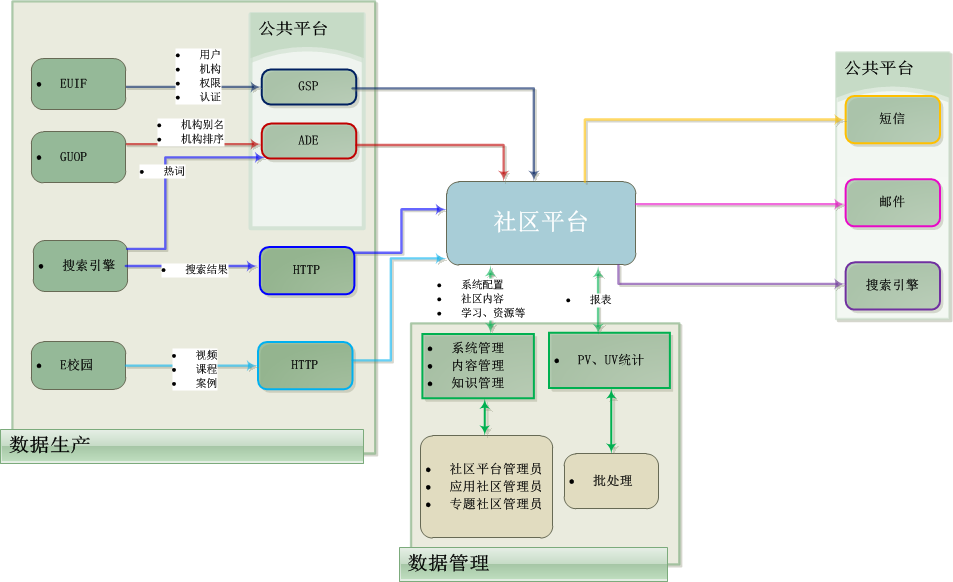 公共平台
EUIF
用户
机构
权限
认证
GSP
GUOP
机构别名
机构排序
ADE
热词
搜索引擎
搜索结果
HTTP
E校园
视频
课程
案例
HTTP
数据生产
社区平台
公共平台
短信
邮件
搜索引擎
系统配置
社区内容
学习、资源等
报表
系统管理
内容管理
知识管理
PV、UV统计
社区平台管理员
应用社区管理员
专题社区管理员
批处理
数据管理